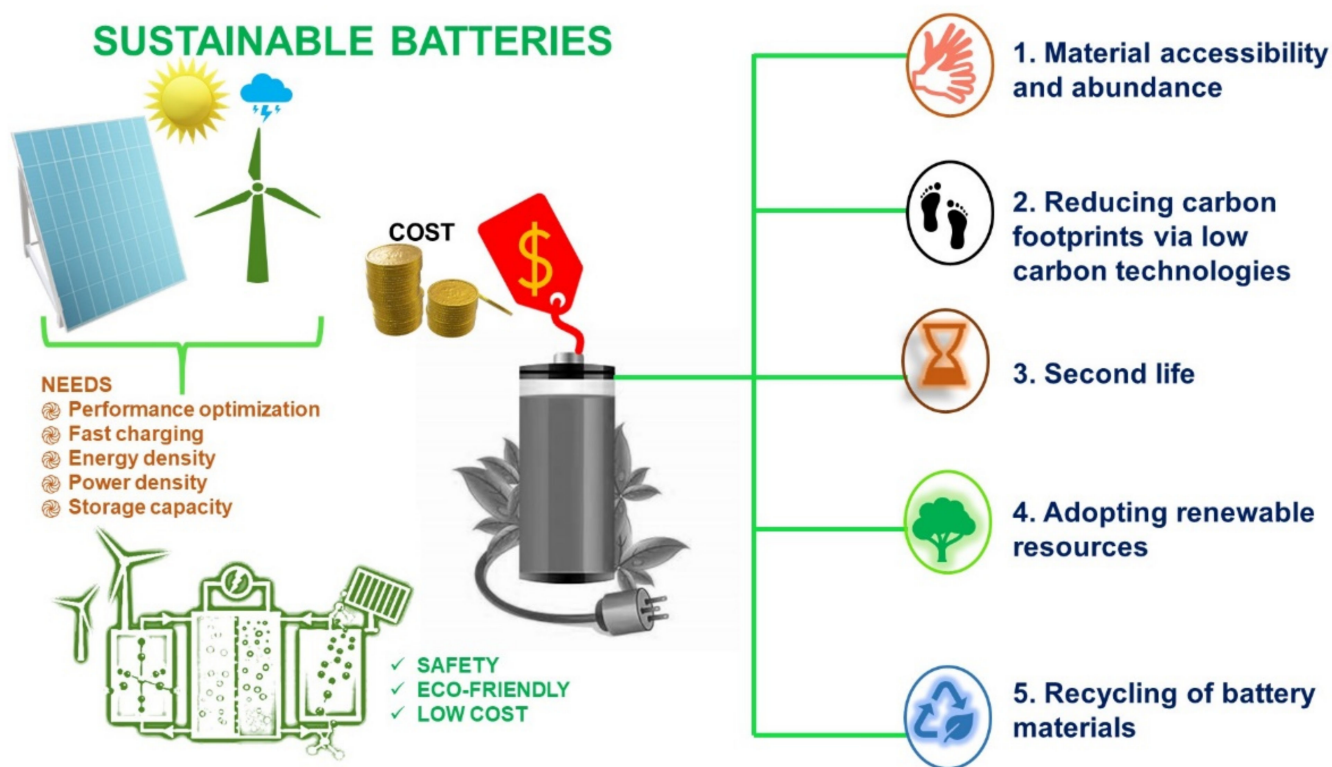 SUSTAINABLE BATTERIES
COST
$
NEEDS
Performance optimization
Fast charging
Energy density
Power density
Storage capacity
✓ SAFETY
✓ ECO-FRIENDLY
✓ LOW COST
1. Material accessibility
and abundance
2. Reducing carbon
footprints via low
carbon technologies
3. Second life
4. Adopting renewable
resources
5. Recycling of battery
materials